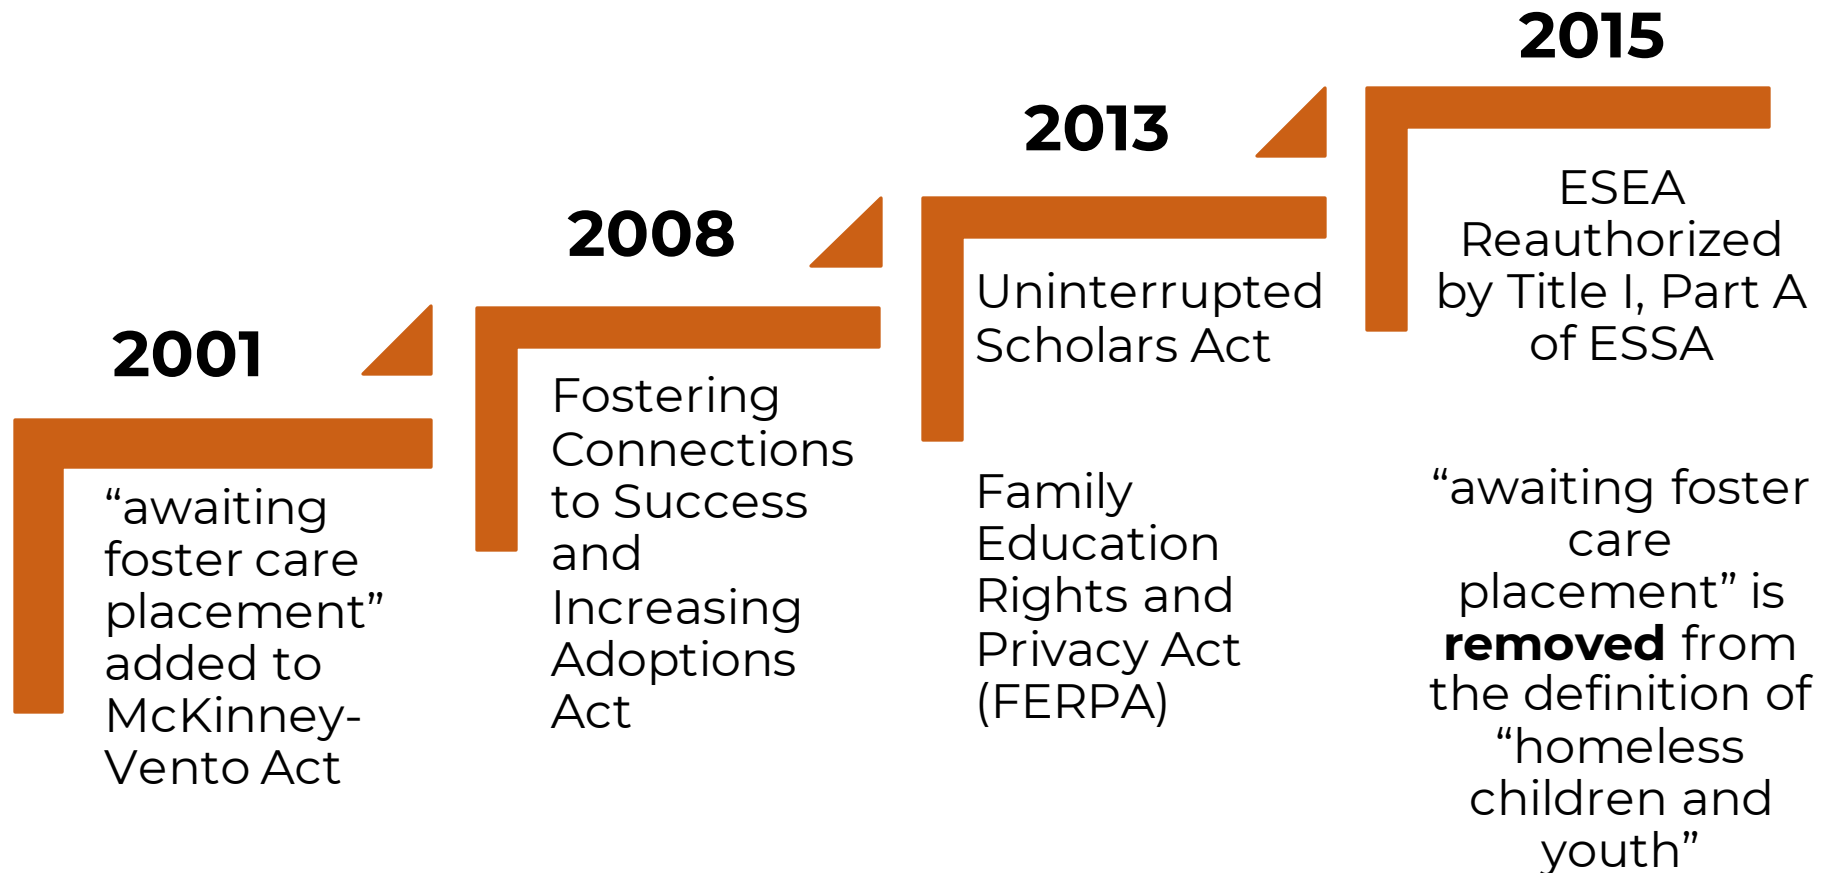 2001
“awaiting
foster care
placement”
added to
McKinney-
Vento Act
2008
Fostering
Connections
to Success
and
Increasing
Adoptions
Act
2013
Uninterrupted
Scholars Act
Family
Education
Rights and
Privacy Act
(FERPA)
2015
ESEA
Reauthorized
by Title I, Part A
of ESSA
“awaiting foster
care
placement” is
removed from
the definition of
“homeless
children and
youth”